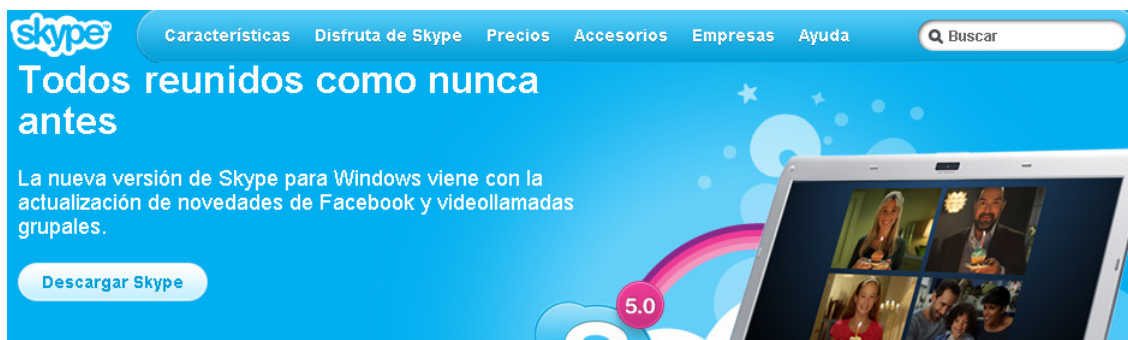 skype
Características Disfruta de Skype Precios Accesorios Empresas Ayuda Buscar
Todos reunidos como nunca
antes
La nueva versión de Skype para Windows viene con la
actualización de novedades de Facebook y videollamadas
grupales.
Descargar Skype
5.0